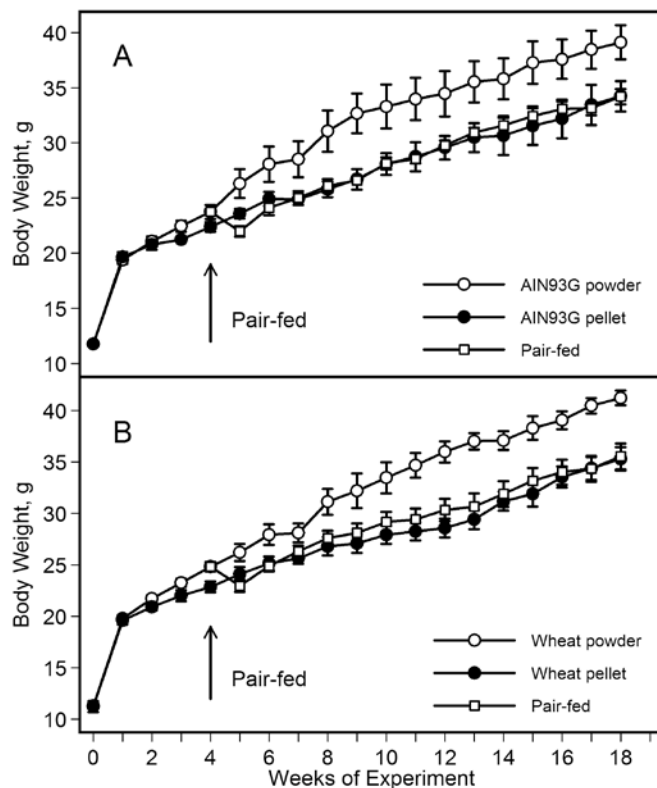 40
A
35
30
Body Weight, g
25
20
15
10
Pair-fed
AIN93G powder
AIN93G pellet
Pair-fed
B
40
35
30
Body Weight, g
25
20
15
10
Pair-fed
Wheat powder
Wheat pellet
Pair-fed
0 2 4 6 8 10 12 14 16 18
Weeks of Experiment